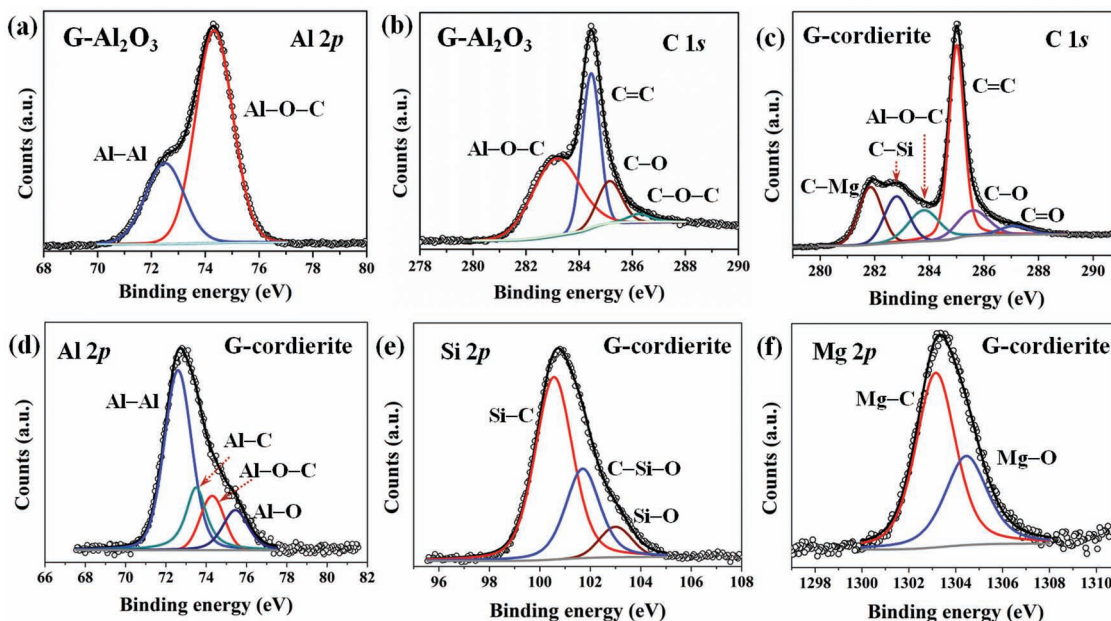 (a)
G-Al₂O₃
Al 2p
Al–O–C
Al–Al
Counts (a.u.)
68 70 72 74 76 78 80
Binding energy (eV)
(b)
G-Al₂O₃
C 1s
C=C
Al–O–C
C–O
C–O–C
Counts (a.u.)
278 280 282 284 286 288 290
Binding energy (eV)
(c)
G-cordierite
C 1s
C=C
Al–O–C
C–Si
C–Mg
C–O
C=O
Counts (a.u.)
280 282 284 286 288 290
Binding energy (eV)
(d)
Al 2p
G-cordierite
Al–Al
Al–C
Al–O–C
Al–O
Counts (a.u.)
66 68 70 72 74 76 78 80 82
Binding energy (eV)
(e)
Si 2p
G-cordierite
Si–C
C–Si–O
Si–O
Counts (a.u.)
96 98 100 102 104 106 108
Binding energy (eV)
(f)
Mg 2p
G-cordierite
Mg–C
Mg–O
Counts (a.u.)
1298 1300 1303 1304 1306 1308 1310
Binding energy (eV)